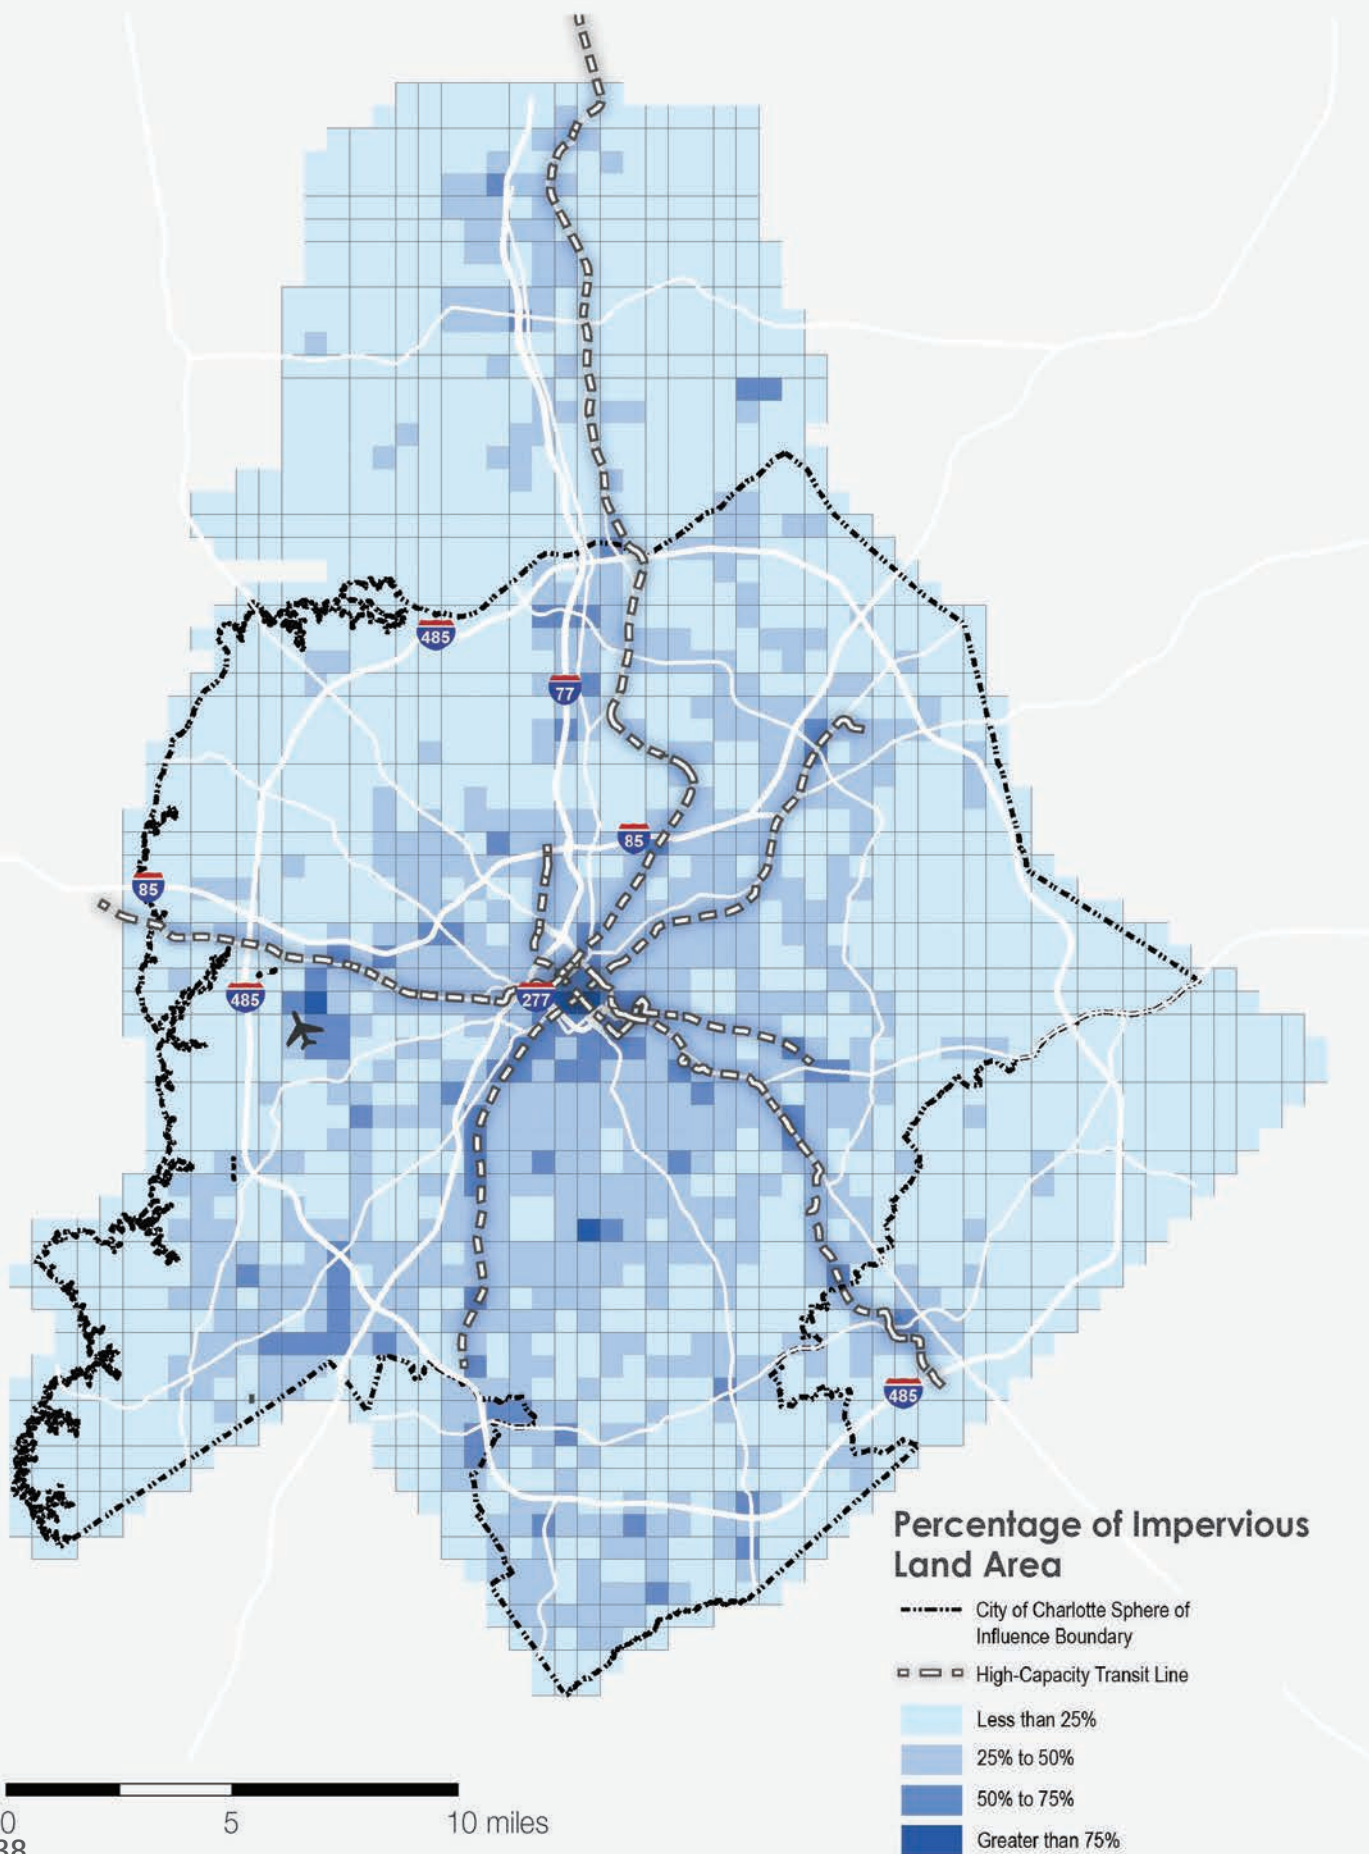 485
77
85
85
485
277
485
Percentage of Impervious
Land Area
City of Charlotte Sphere of
Influence Boundary
High-Capacity Transit Line
Less than 25%
25% to 50%
50% to 75%
Greater than 75%
0 5 10 miles